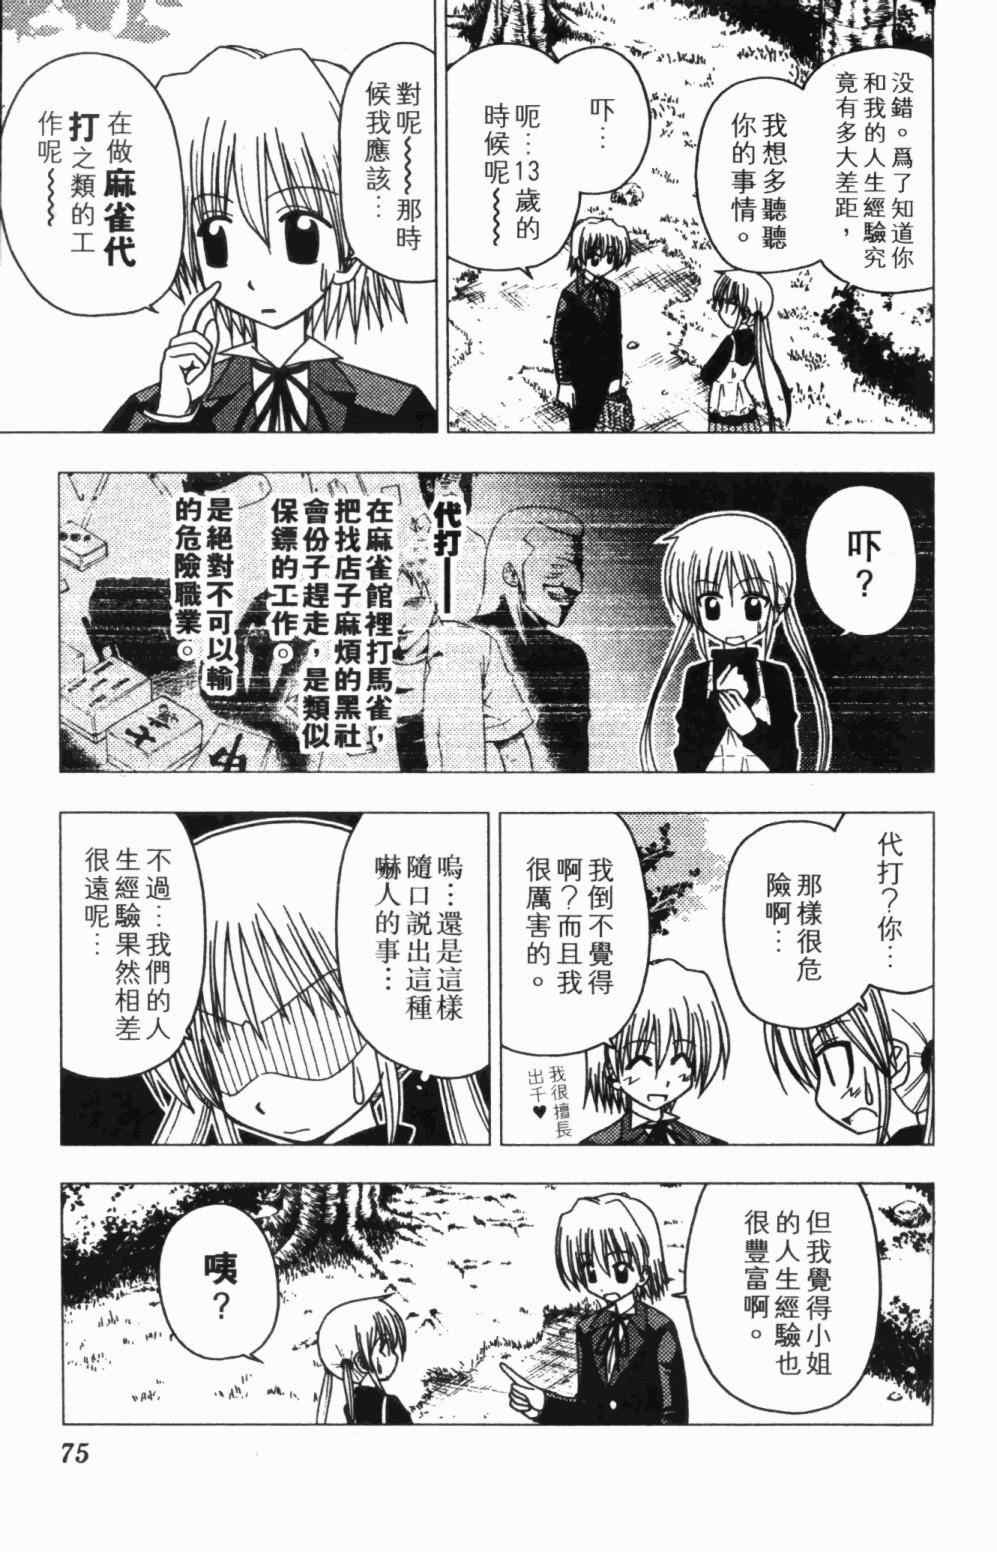 没錯。爲了知道你
和我的人生經驗究
竟有多大差距，
我想多聽聽
你的事情。
吓…
呃…13歲的
時候呢～
對呢～那時
候我應該…
在做麻雀代
打之類的工
作呢～
吓？
代打——
在麻雀館裡打馬雀，
把找店子麻煩的黑社
會份子趕走，是類似
保鏢的工作。
是絕對不可以輸
的危險職業。
代打？你…
那樣很危
險啊…
我倒不覺得
啊？而且我
很厲害的。
我很擅長
出千♥
嗚…還是這樣
隨口説出這種
嚇人的事…
不過…我們的人
生經驗果然相差
很遠呢…
但我覺得小姐
的人生經驗也
很豐富啊。
咦？
75